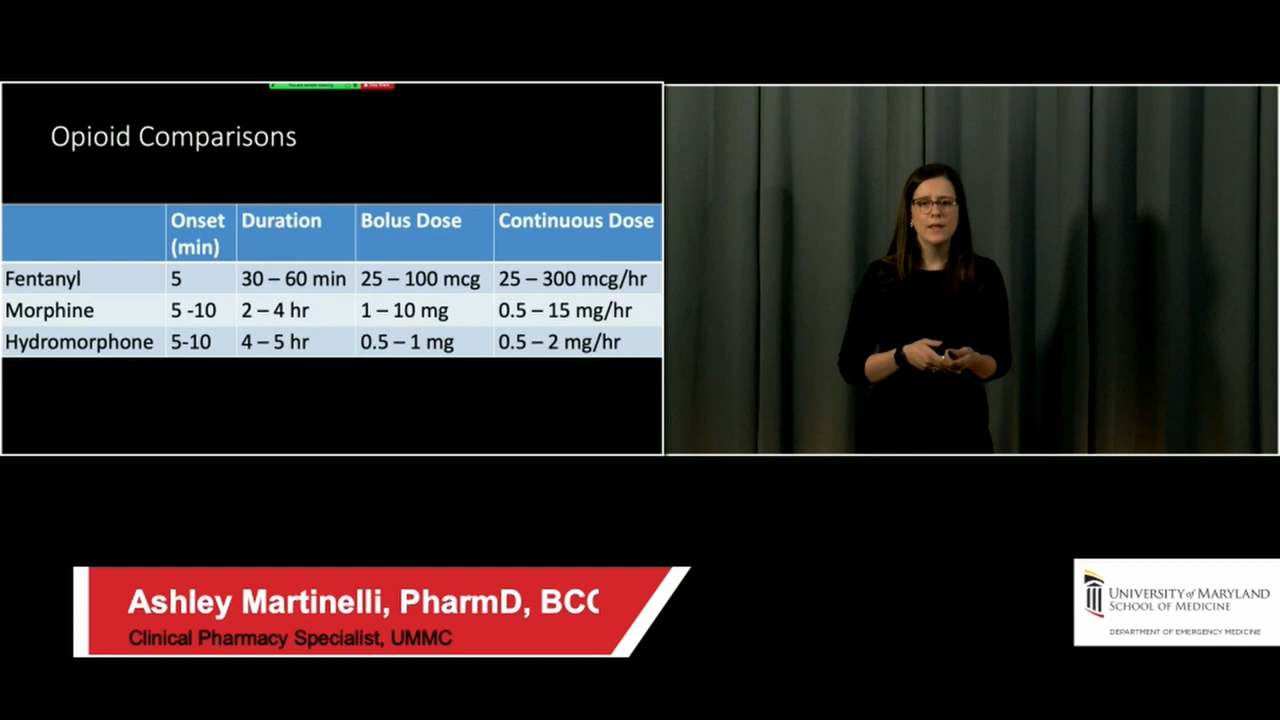 Opioid Comparisons
Onset (min) Duration Bolus Dose Continuous Dose
Fentanyl 5 30 – 60 min 25 – 100 mcg 25 – 300 mcg/hr
Morphine 5 -10 2 – 4 hr 1 – 10 mg 0.5 – 15 mg/hr
Hydromorphone 5-10 4 – 5 hr 0.5 – 1 mg 0.5 – 2 mg/hr
Ashley Martinelli, PharmD, BCC
Clinical Pharmacy Specialist, UMMC
UNIVERSITY of MARYLAND
SCHOOL OF MEDICINE
DEPARTMENT OF EMERGENCY MEDICINE